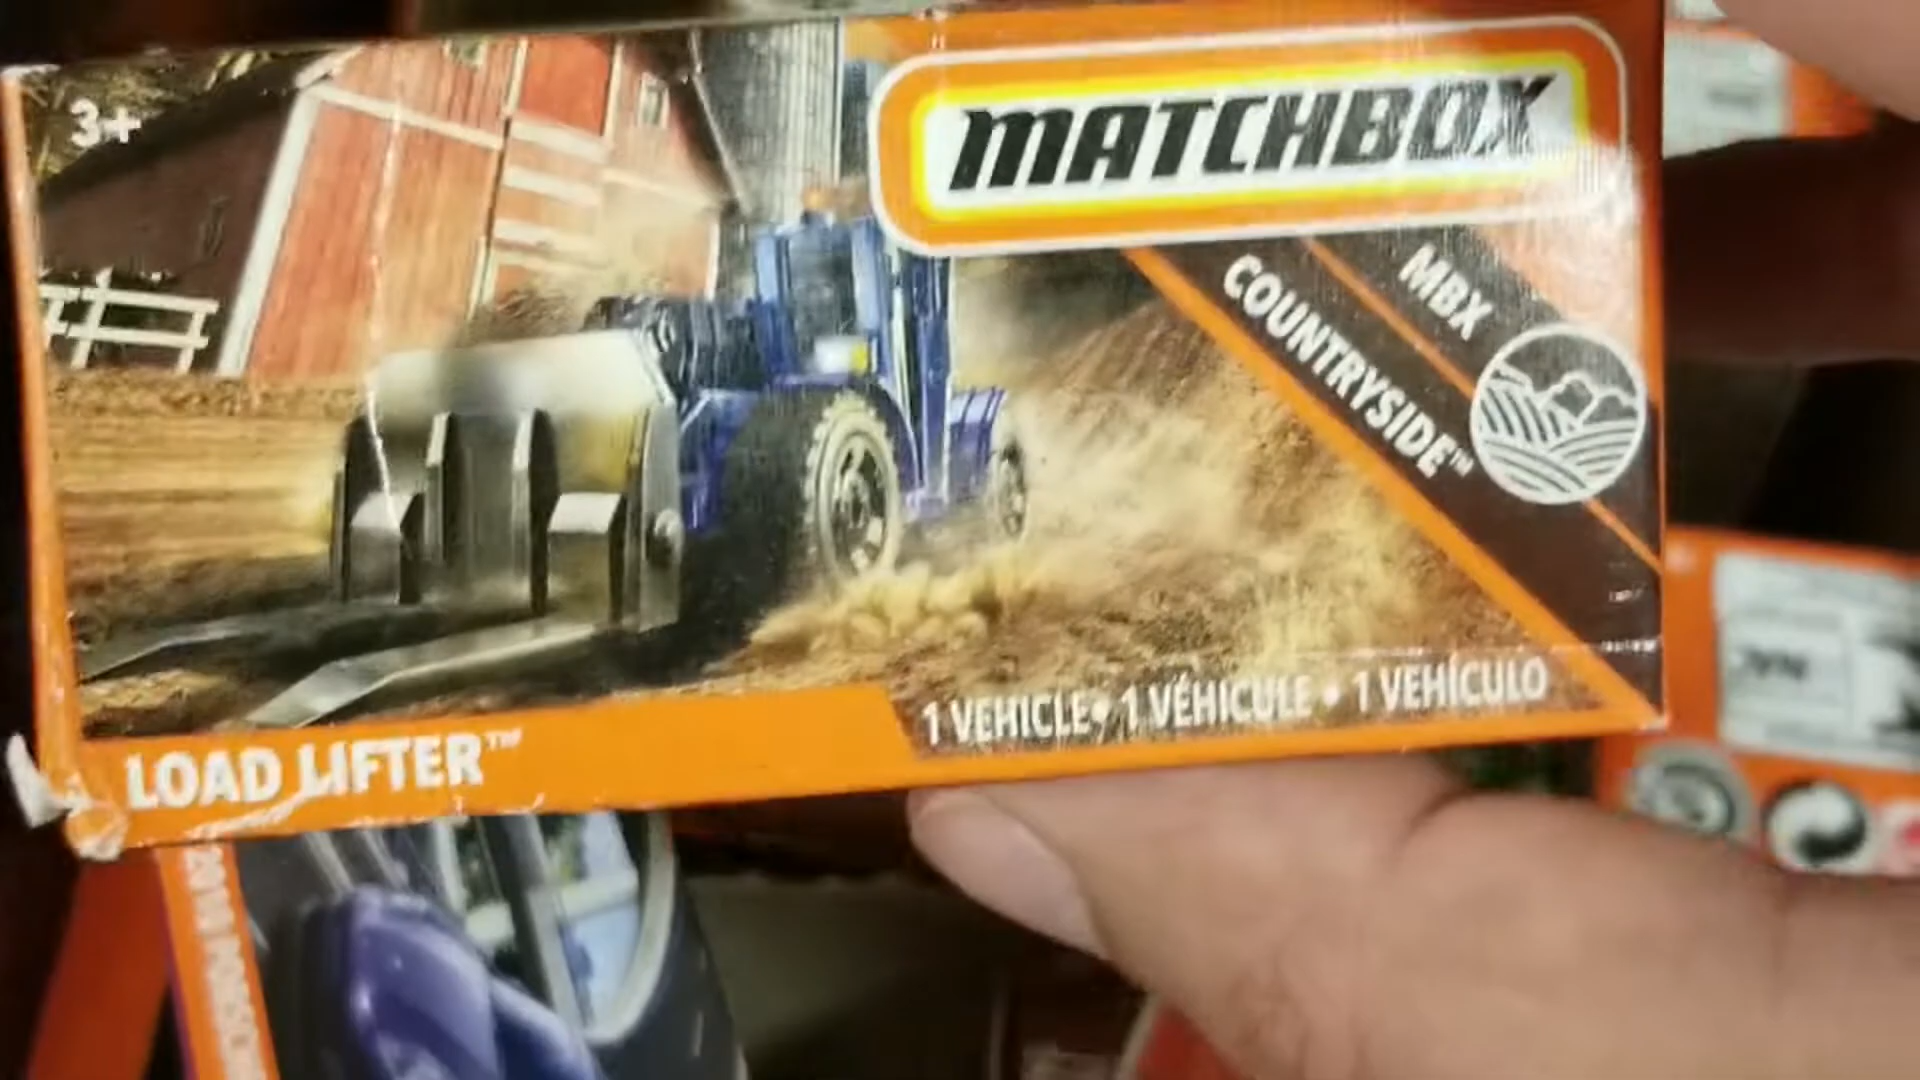 3+
MATCHBOX
MBX
COUNTRYSIDE™
1 VEHICLE • 1 VÉHICULE • 1 VEHÍCULO
LOAD LIFTER™